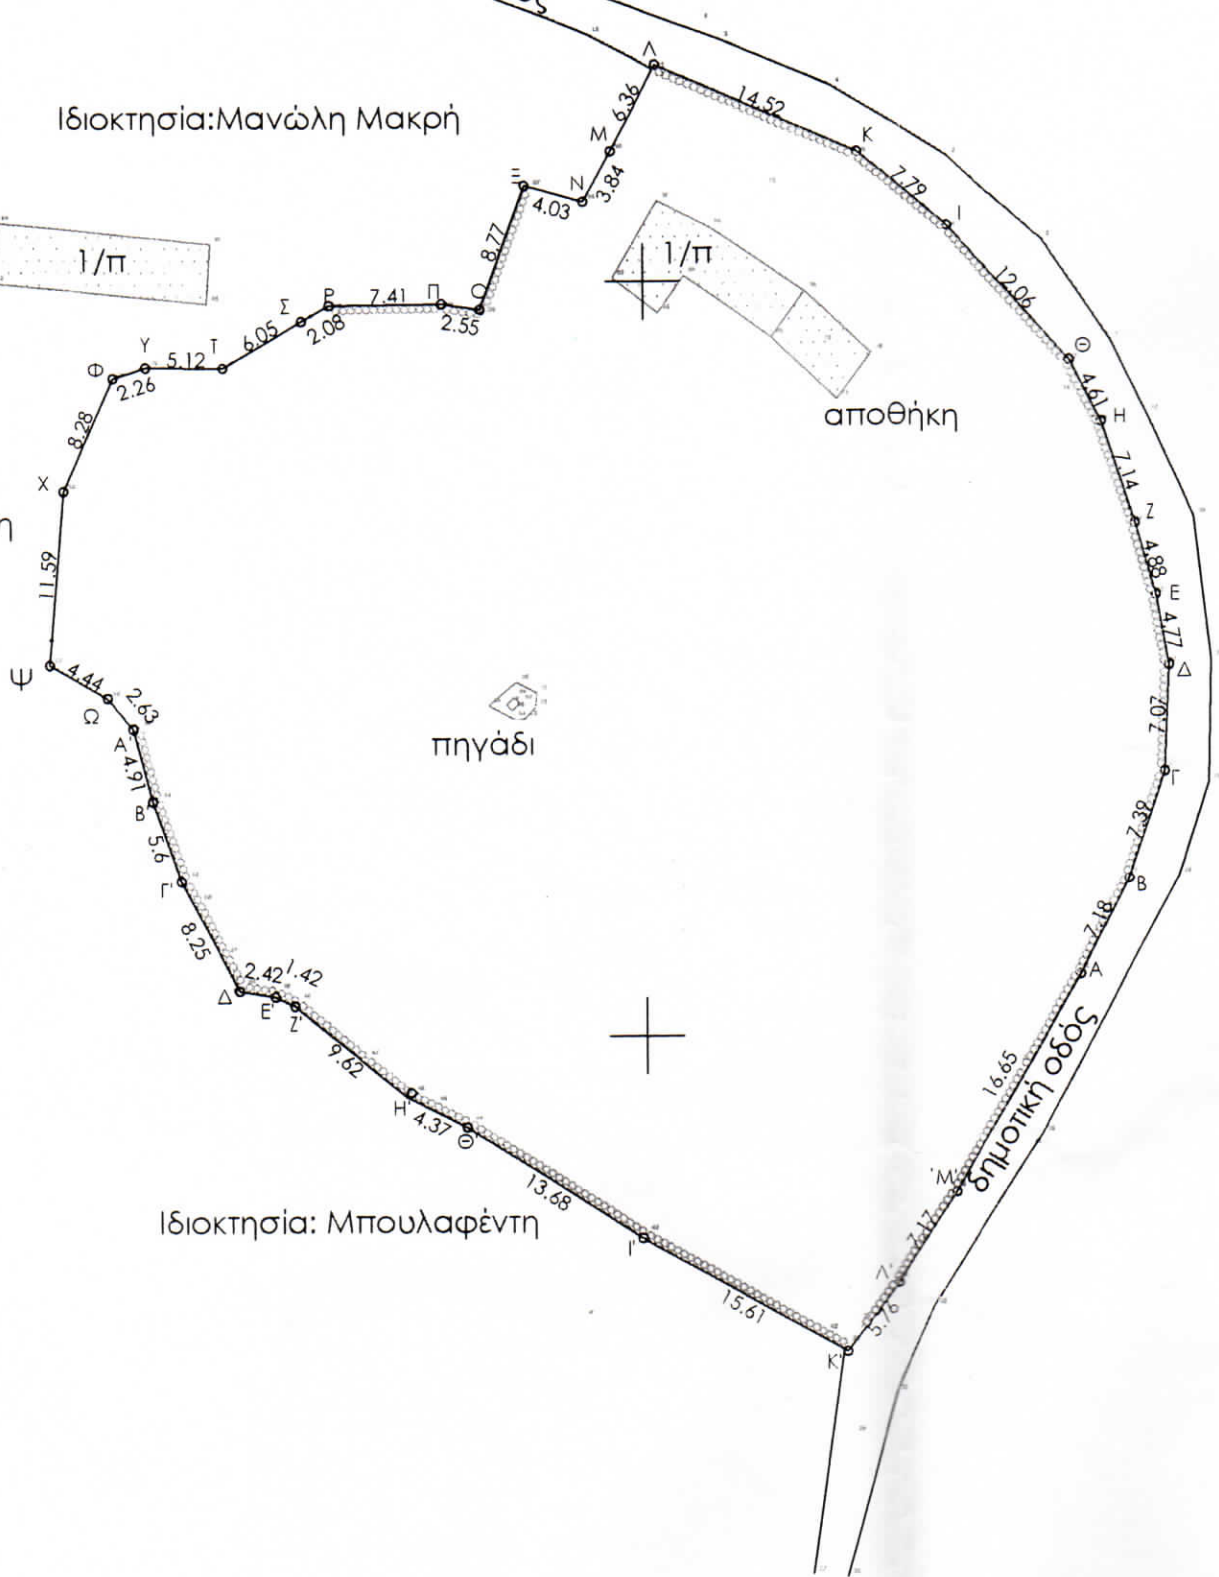 Λ
14.52
6.36
Ιδιοκτησία:Μανώλη Μακρή
Μ
Κ
7.79
Ξ
Ν
3.84
4.03
Ι
8.77
1/π
1/π
12.06
Σ
Ρ
7.41
Π
Ο
2.08
2.55
6.05
Θ
Υ
5.12
Τ
Φ
2.26
4.61
Η
αποθήκη
8.28
7.14
Χ
Ζ
η
4.88
11.59
Ε
4.77
Ψ
4.44
Δ
Ω
2.63
7.07
Α'
πηγάδι
4.91
Γ
Β'
7.39
5.6
Β
Γ'
7.18
8.25
Α
2.42
1.42
Δ
Ε'
Ζ'
16.65
δημοτική οδός
9.62
Η'
4.37
Θ
'Μ'
13.68
7.17
Ιδιοκτησία: Μπουλαφέντη
Ι'
Λ'
15.61
5.76
Κ'